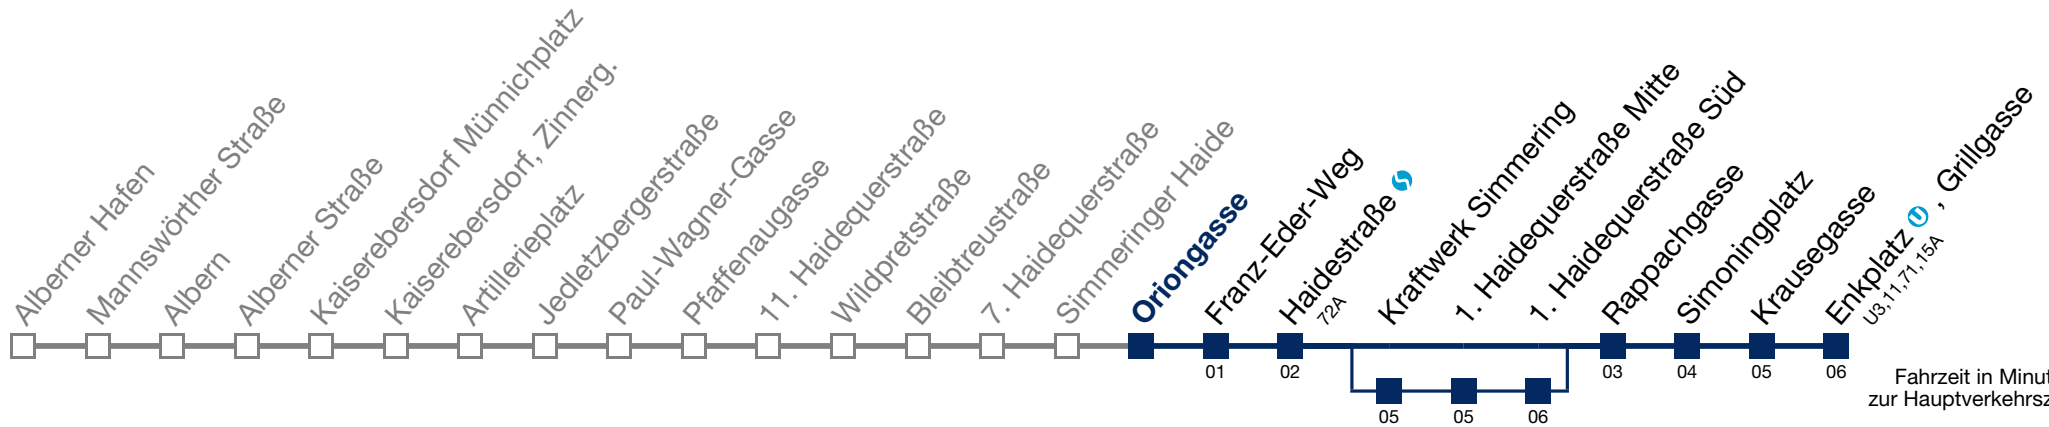 Alberner Hafen
Mannswörther Straße
Albern
Alberner Straße
Kaiserebersdorf Münnichplatz
Kaiserebersdorf, Zinnerg.
Artillerieplatz
Jedletzbergerstraße
Paul-Wagner-Gasse
Pfaffenaugasse
11. Haidequerstraße
Wildpretstraße
Bleibtreustraße
7. Haidequerstraße
Simmeringer Haide
Oriongasse
Franz-Eder-Weg
Haidestraße
72A
Kraftwerk Simmering
1. Haidequerstraße Mitte
1. Haidequerstraße Süd
Rappachgasse
Simoningplatz
Krausegasse
Enkplatz U , Grillgasse
U3,11,71,15A
01 02 03 04 05 06
05 05 06
Fahrzeit in Minut
zur Hauptverkehrsz